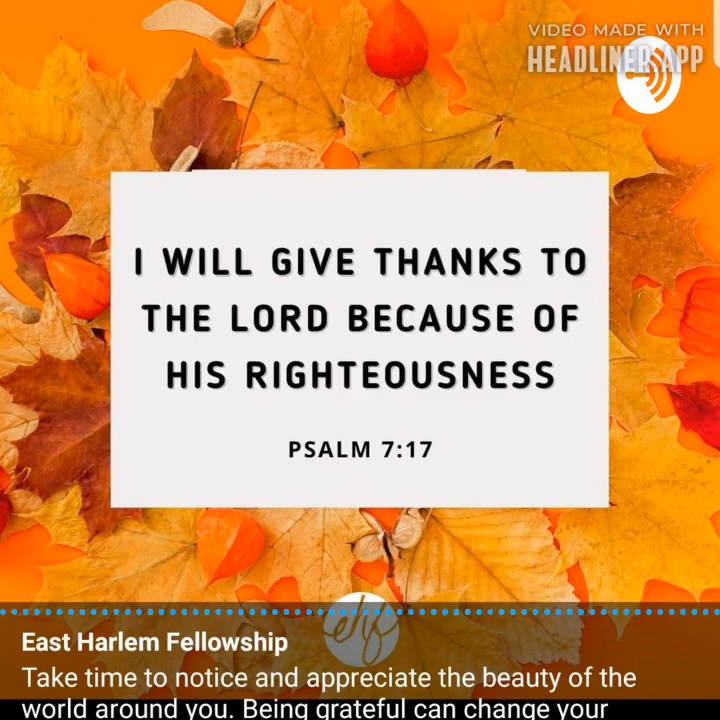 VIDEO MADE WITH
HEADLINER APP
I WILL GIVE THANKS TO
THE LORD BECAUSE OF
HIS RIGHTEOUSNESS
PSALM 7:17
ehf
East Harlem Fellowship
Take time to notice and appreciate the beauty of the
world around you. Being grateful can change your